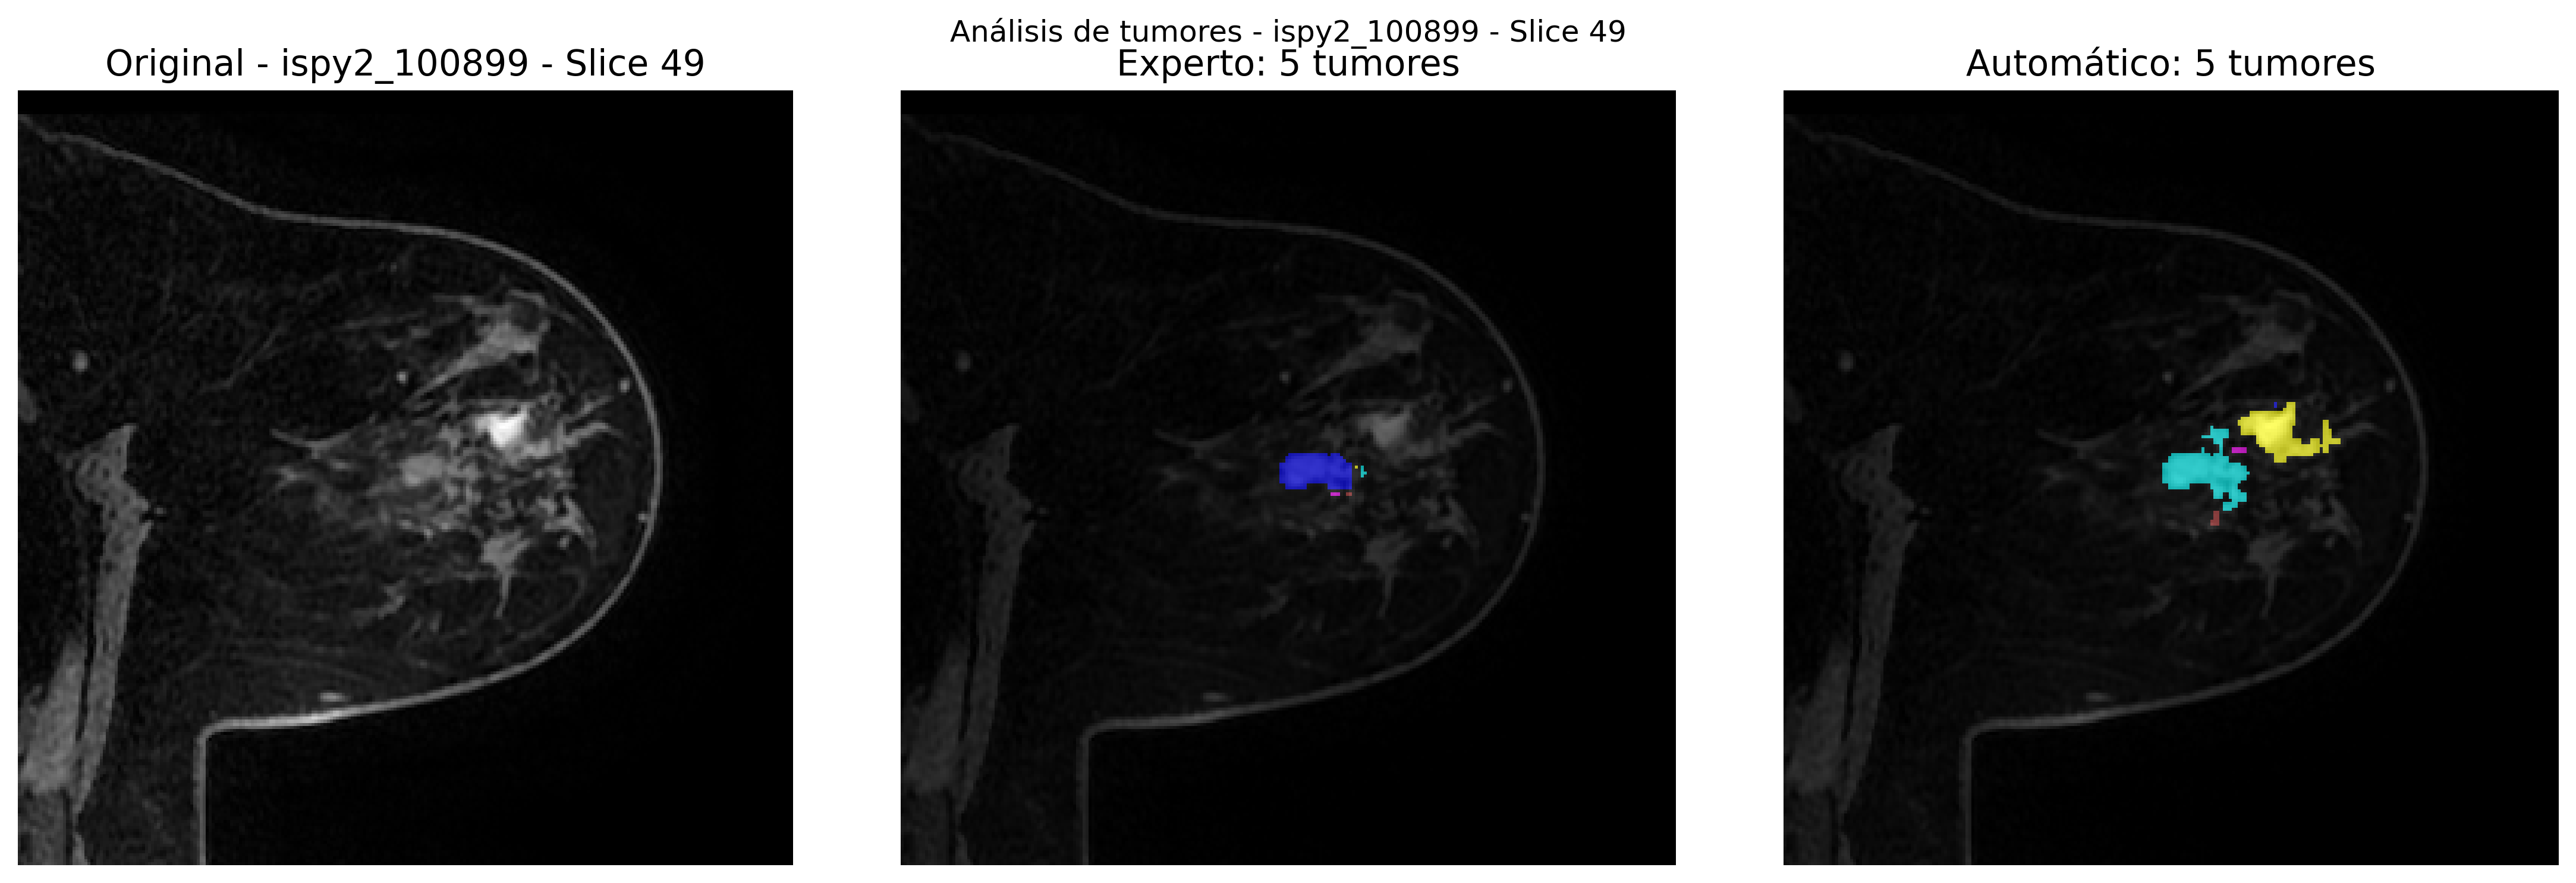 Análisis de tumores - ispy2_100899 - Slice 49
Original - ispy2_100899 - Slice 49
Experto: 5 tumores
Automático: 5 tumores